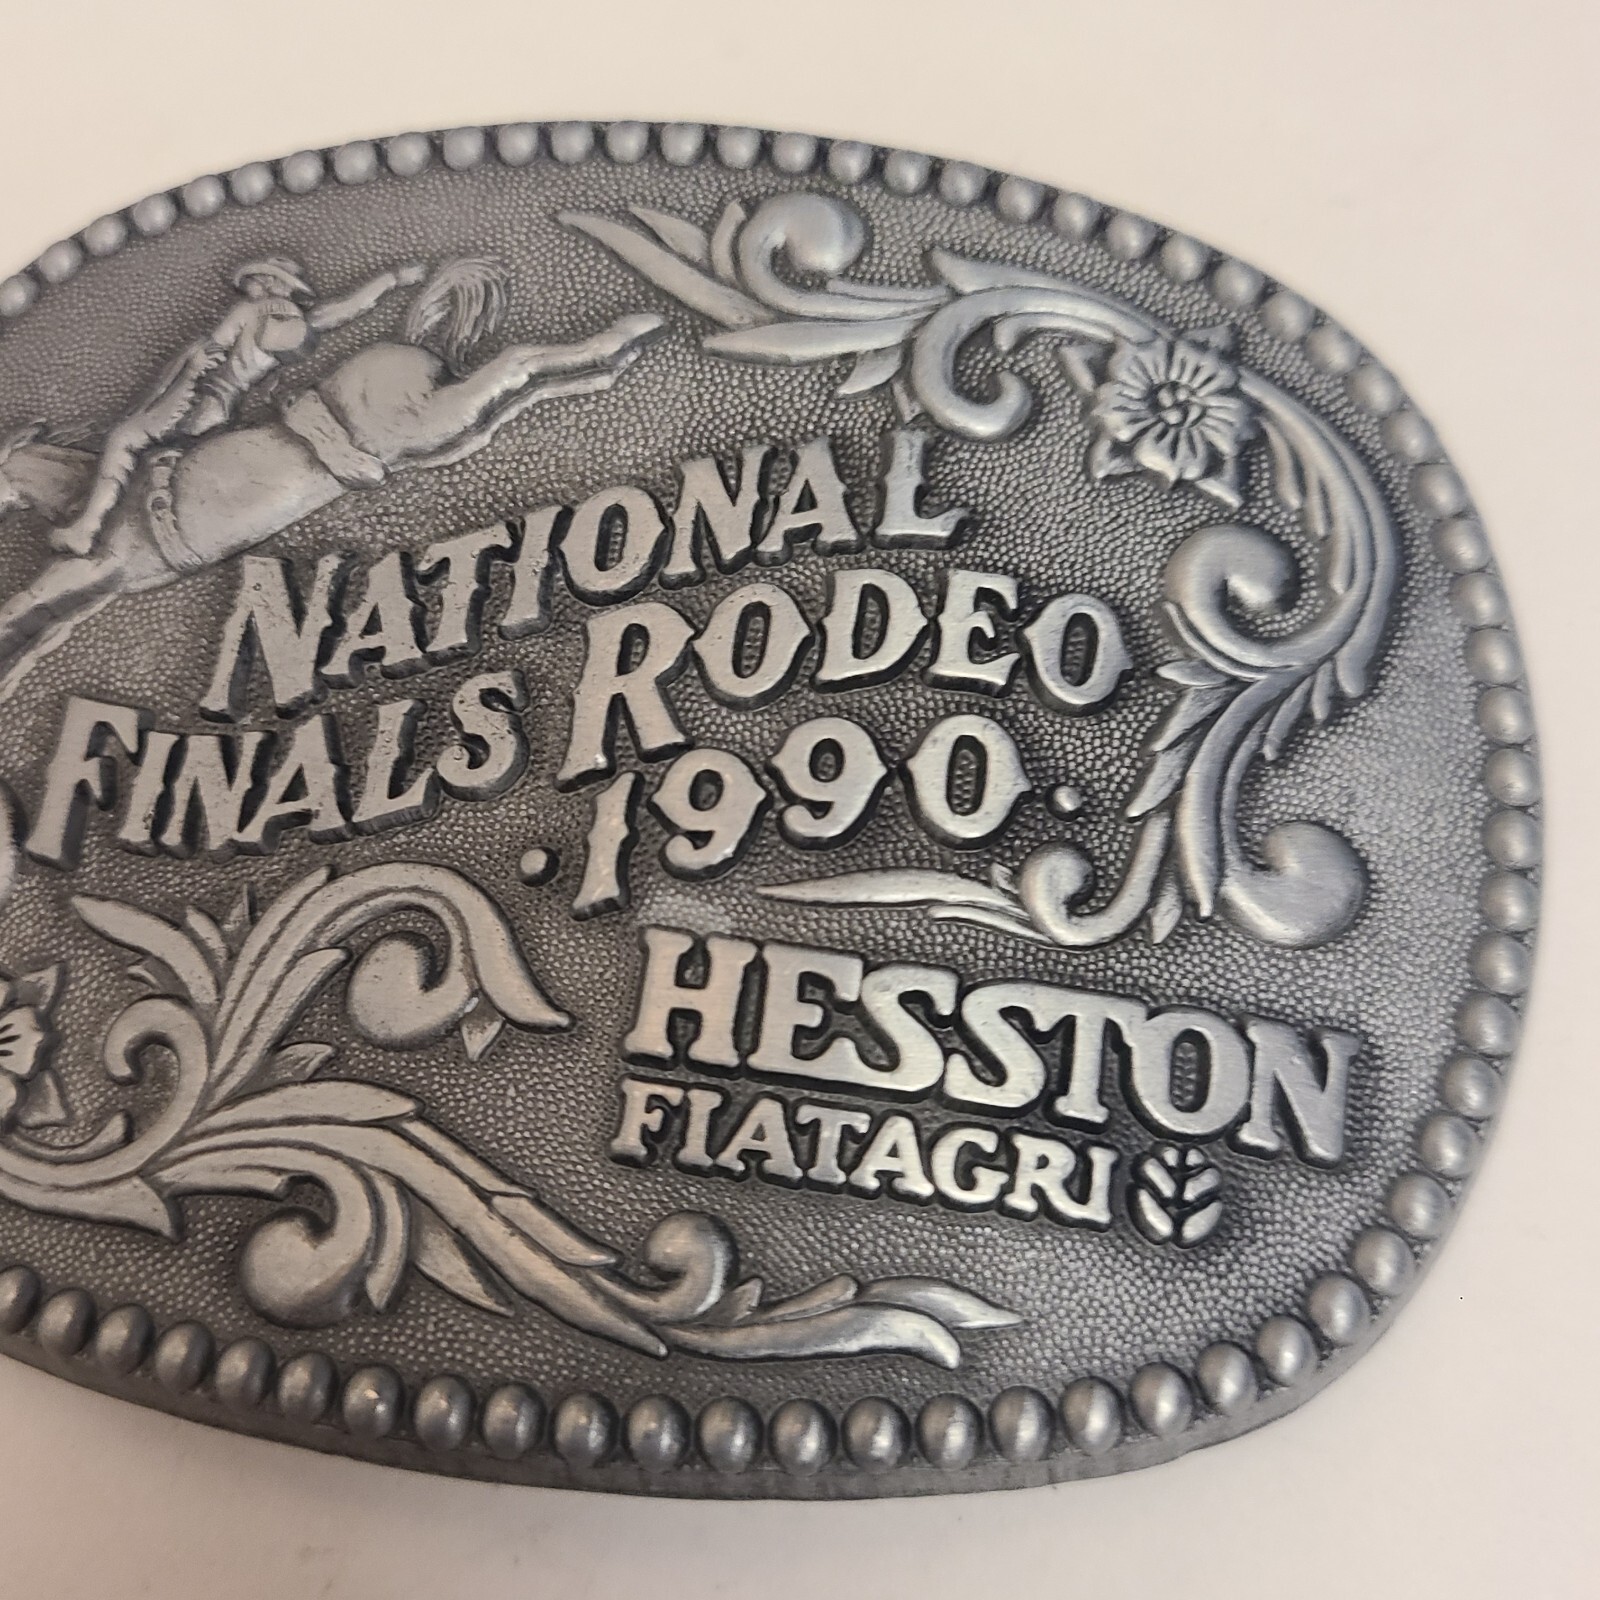 NATIONAL
FINALS RODEO
·1990·
HESSTON
FIATAGRI